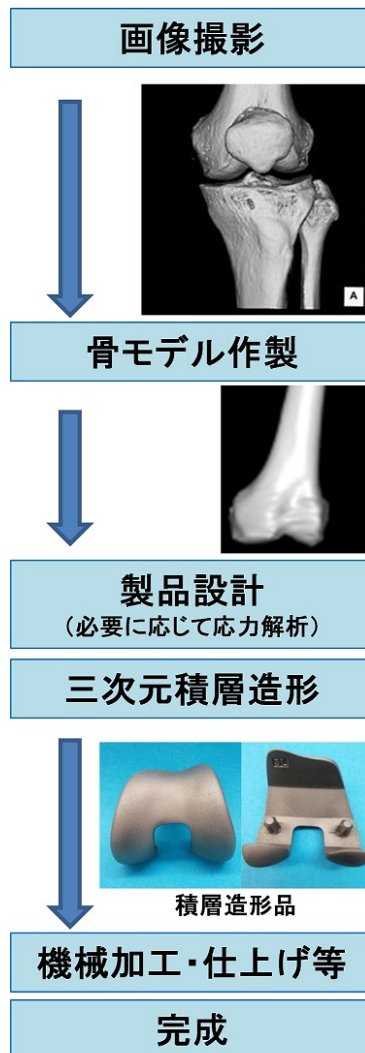 画像撮影
A
骨モデル作製
製品設計
(必要に応じて応力解析)
三次元積層造形
積層造形品
機械加工・仕上げ等
完成